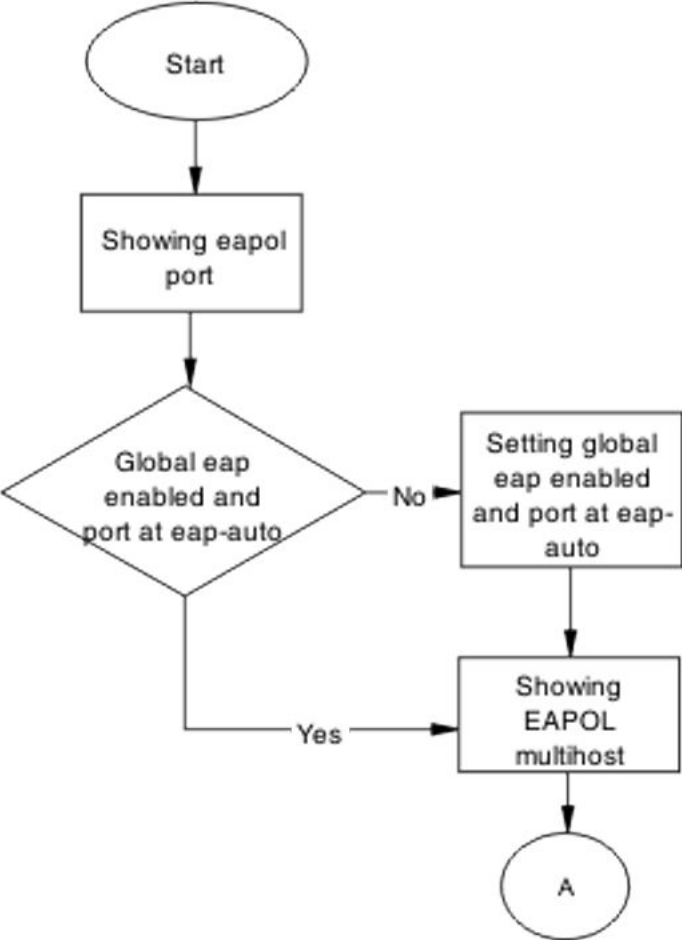 Start
Showing eapol
port
Global eap
enabled and
port at eap-auto
No
Setting global
eap enabled
and port at eap-
auto
Showing
EAPOL
multihost
Yes
A